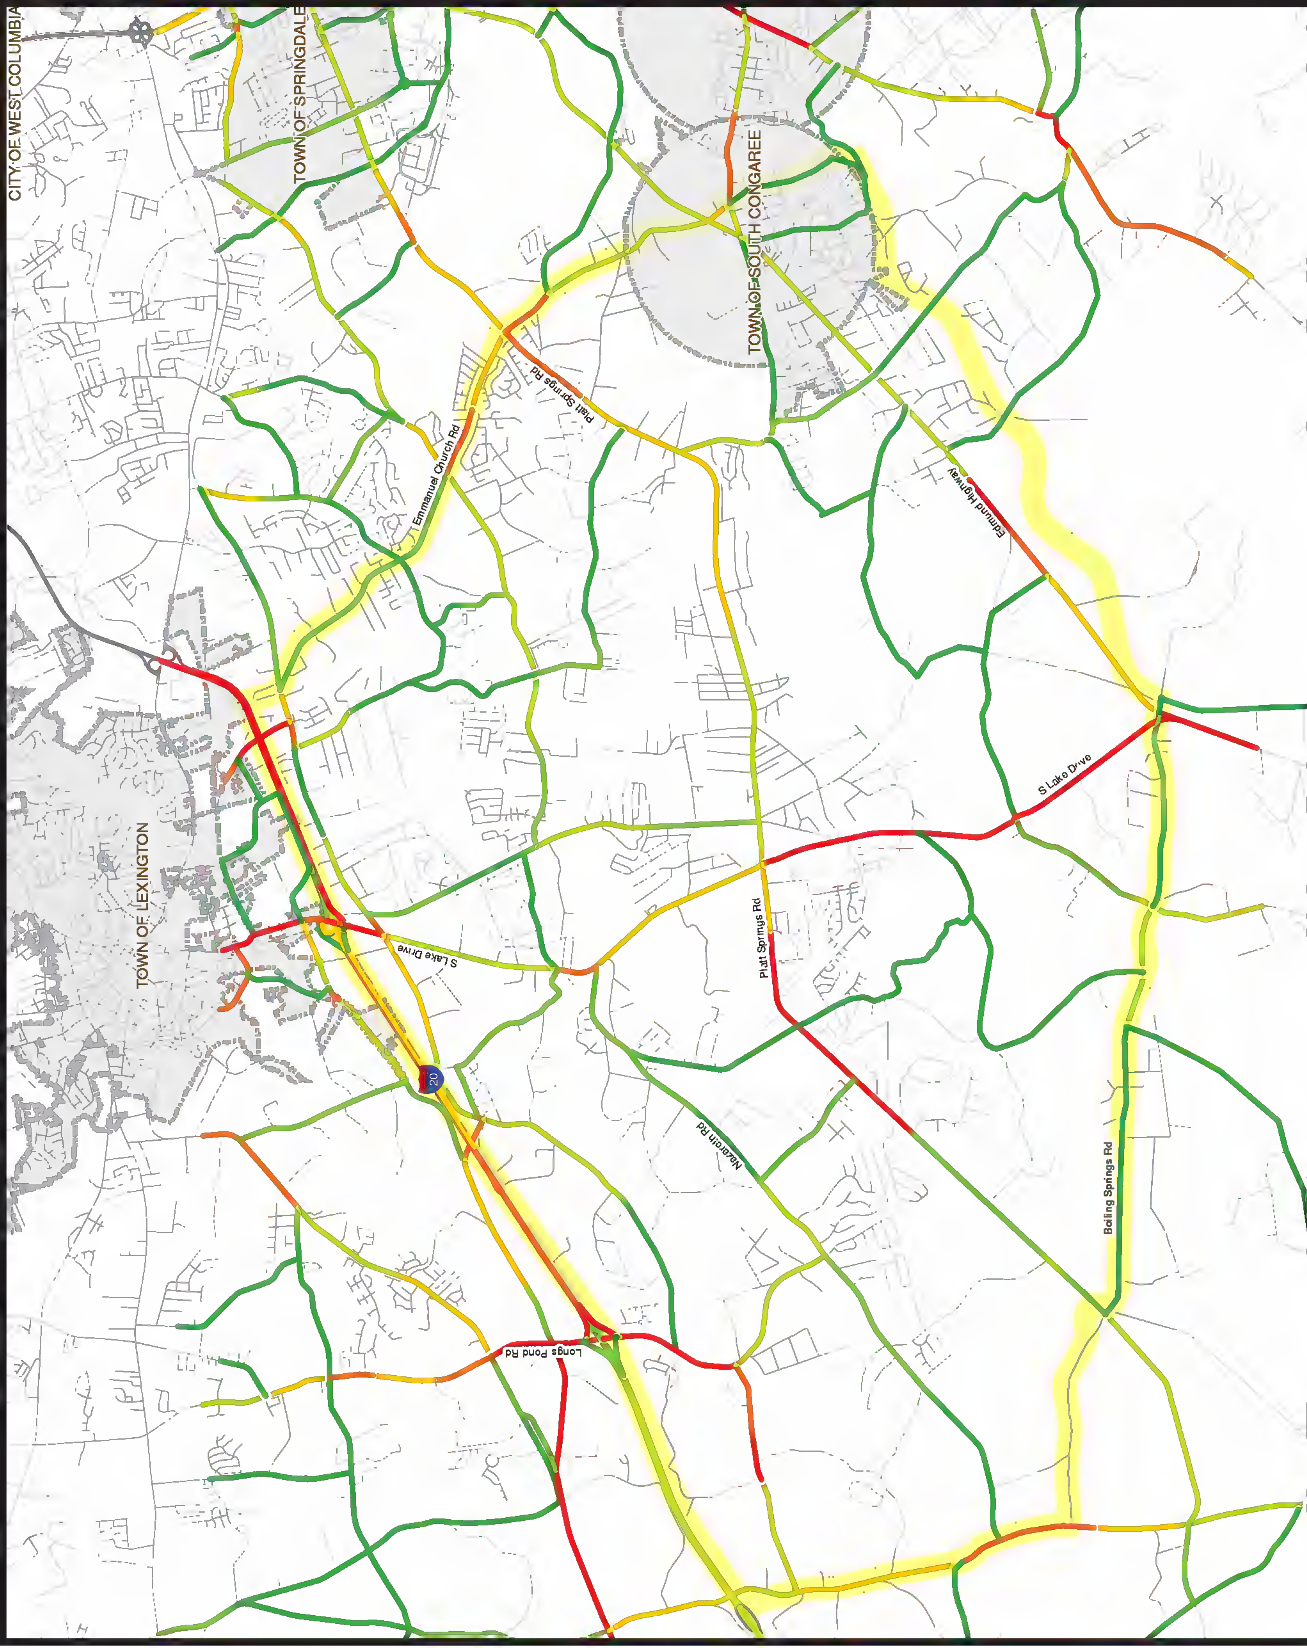 CITY OF WEST COLUMBIA
TOWN OF SPRINGDALE
TOWN OF SOUTH CONGAREE
Platt Springs Rd
Emmanuel Church Rd
Edmund Highway
S Lake Drive
TOWN OF LEXINGTON
S Lake Drive
Platt Springs Rd
20
Nazareth Rd
Boiling Springs Rd
Longs Pond Rd